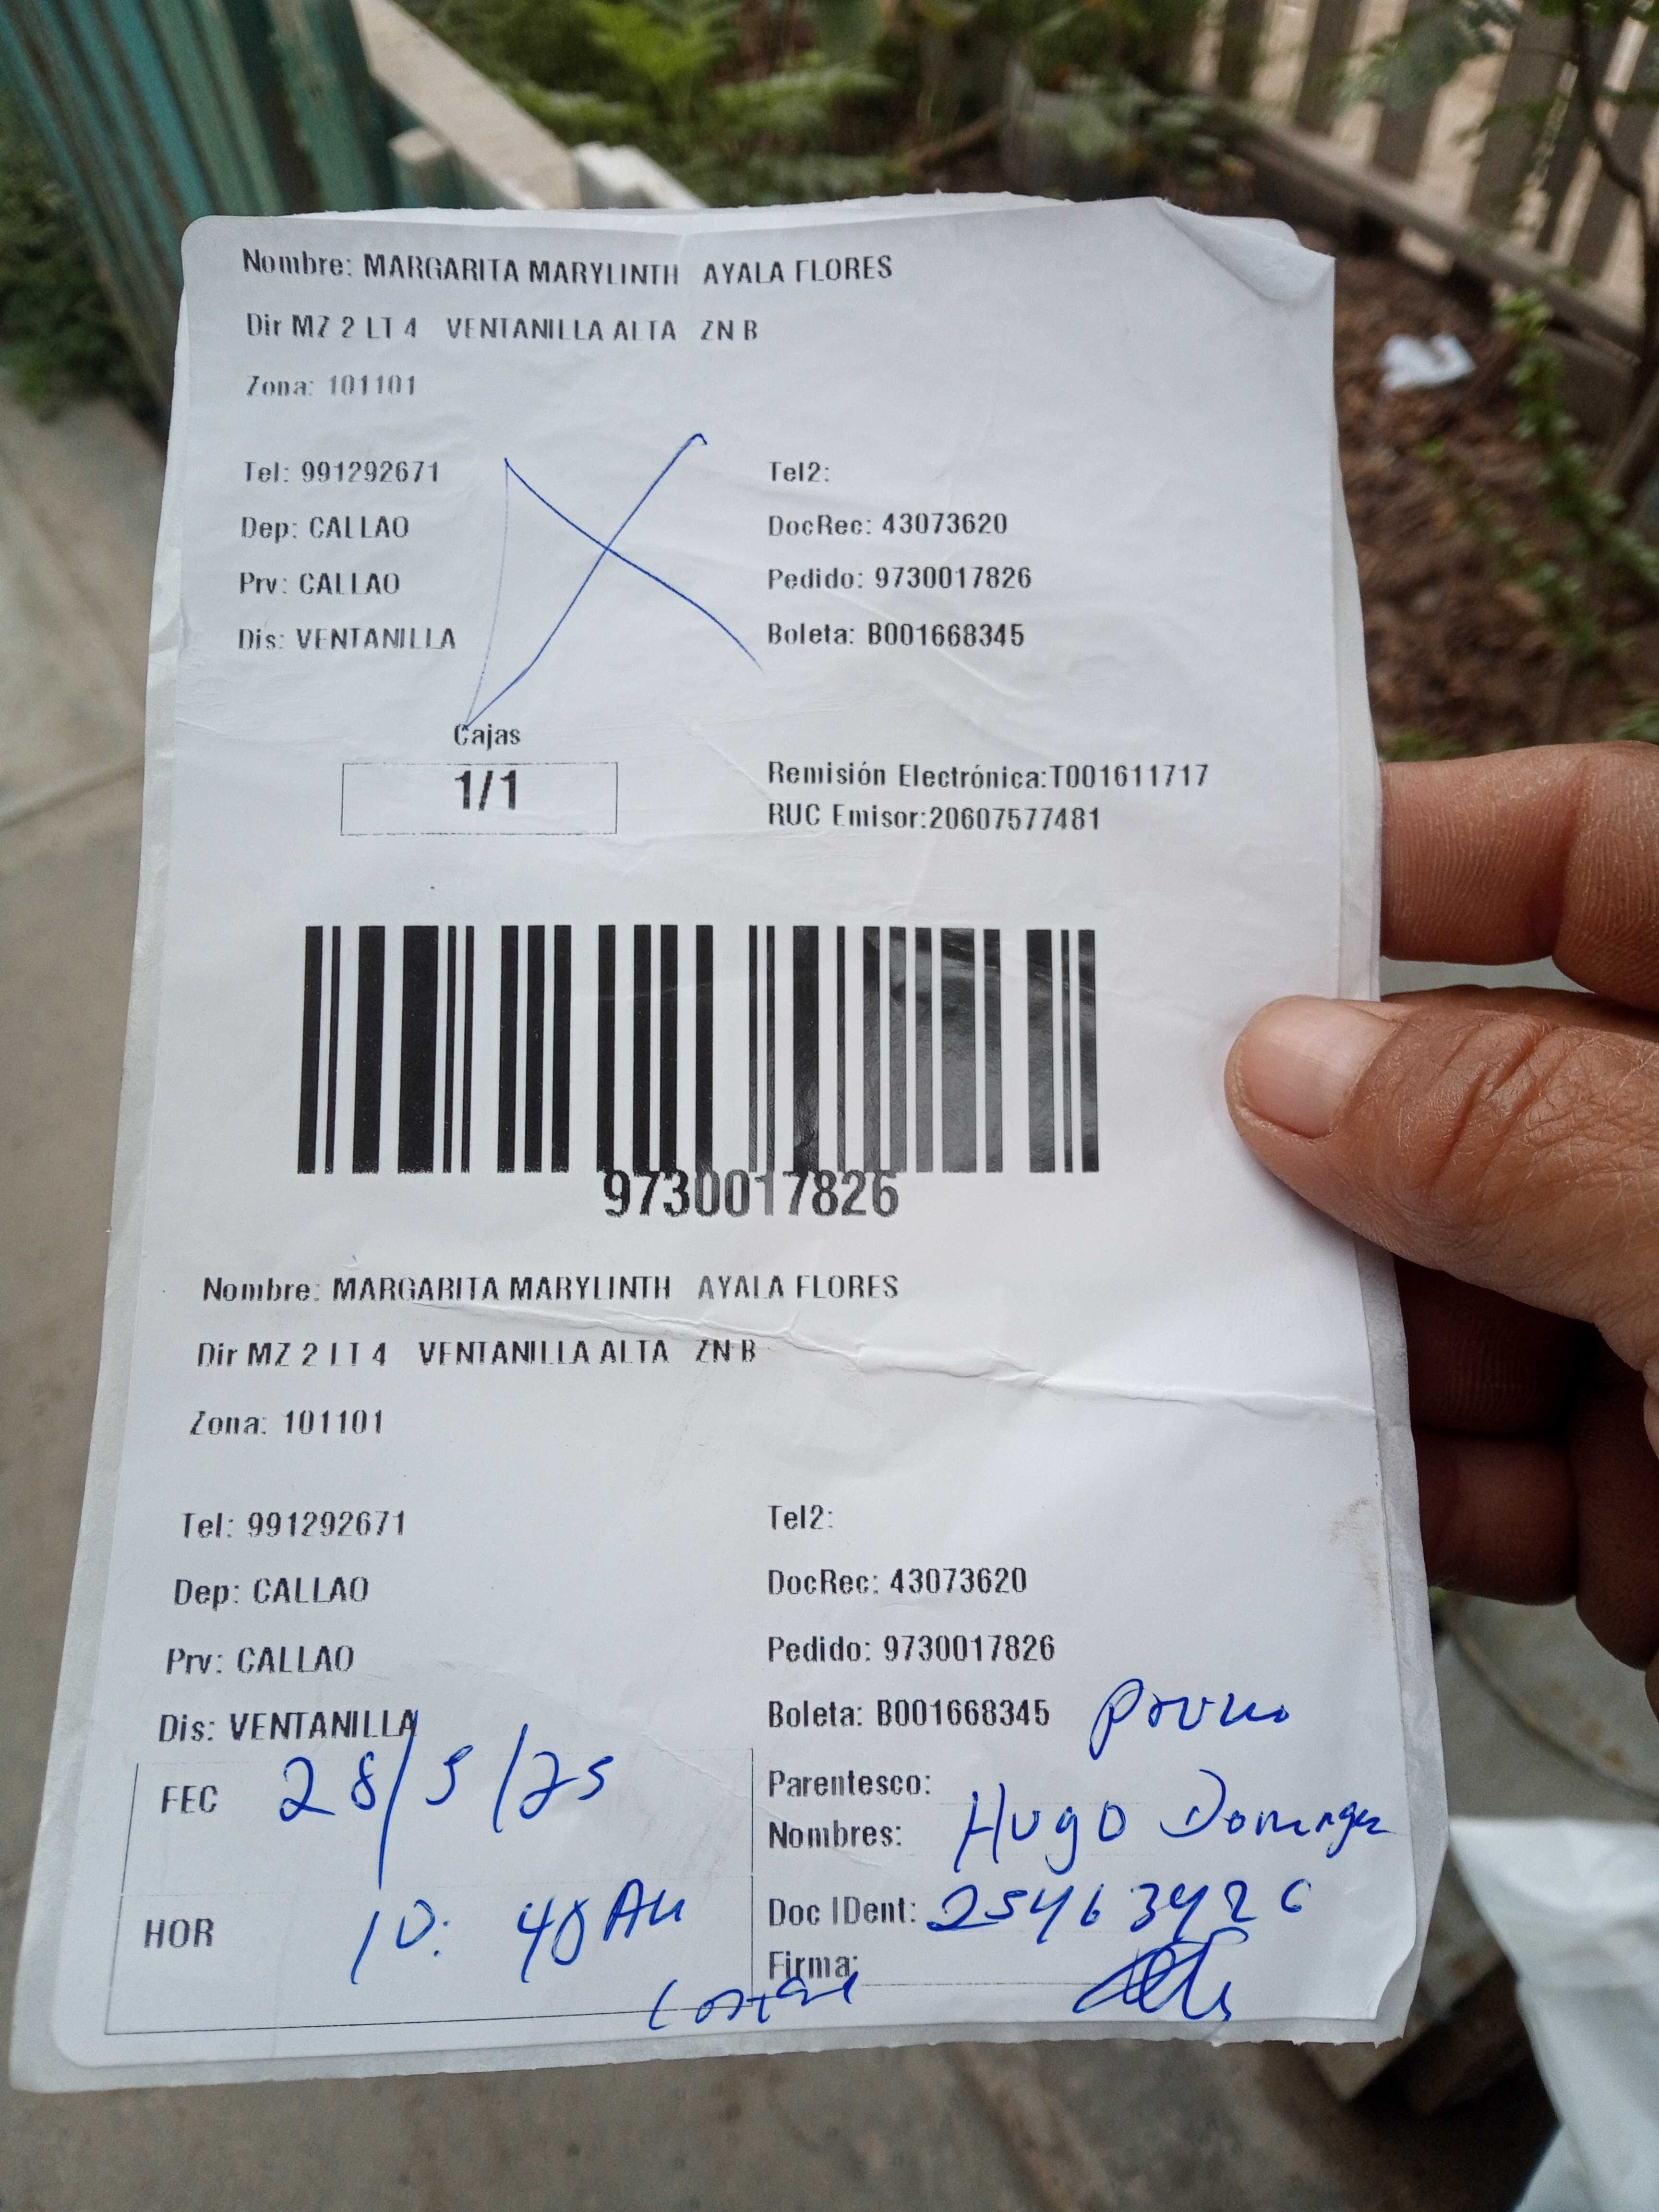 Nombre: MARGARITA MARYLINTH AYALA FLORES
Dir MZ 2 LT 4 VENTANILLA ALTA ZN B
Zona: 101101
Tel: 991292671 Tel2:
Dep: CALLAO DocRec: 43073620
Prv: CALLAO Pedido: 9730017826
Dis: VENTANILLA Boleta: B001668345
Cajas
1/1
Remisión Electrónica:T001611717
RUC Emisor:20607577481
9730017826
Nombre: MARGARITA MARYLINTH AYALA FLORES
Dir MZ 2 LT 4 VENTANILLA ALTA ZN B
Zona: 101101
Tel: 991292671 Tel2:
Dep: CALLAO DocRec: 43073620
Prv: CALLAO Pedido: 9730017826
Dis: VENTANILLA Boleta: B001668345
FEC 28/5/25 Parentesco:
Nombres: Hugo
HOR 10:40 AM Doc IDent: 25463426
Firma: